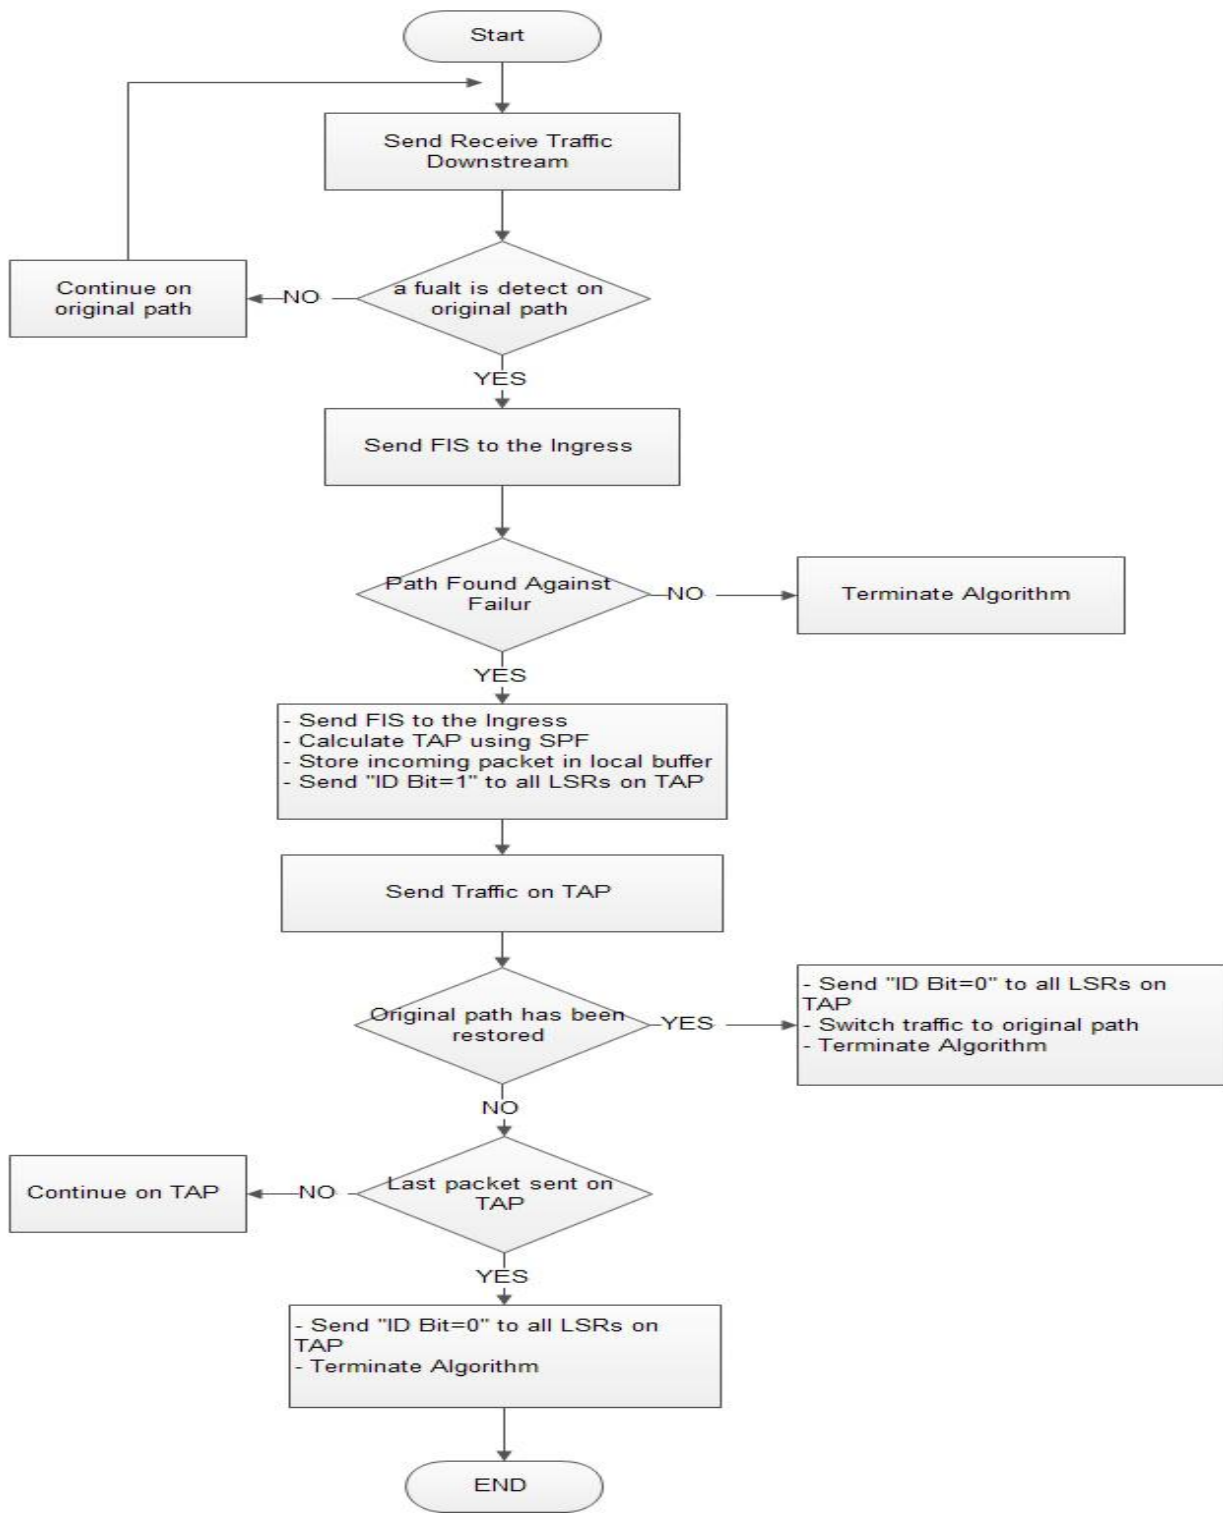 Start
Send Receive Traffic
Downstream
a fualt is detect on
original path
NO
Continue on
original path
YES
Send FIS to the Ingress
Path Found Against
Failur
NO
Terminate Algorithm
YES
- Send FIS to the Ingress
- Calculate TAP using SPF
- Store incoming packet in local buffer
- Send "ID Bit=1" to all LSRs on TAP
Send Traffic on TAP
Original path has been
restored
YES
- Send "ID Bit=0" to all LSRs on
TAP
- Switch traffic to original path
- Terminate Algorithm
NO
Last packet sent on
TAP
NO
Continue on TAP
YES
- Send "ID Bit=0" to all LSRs on
TAP
- Terminate Algorithm
END